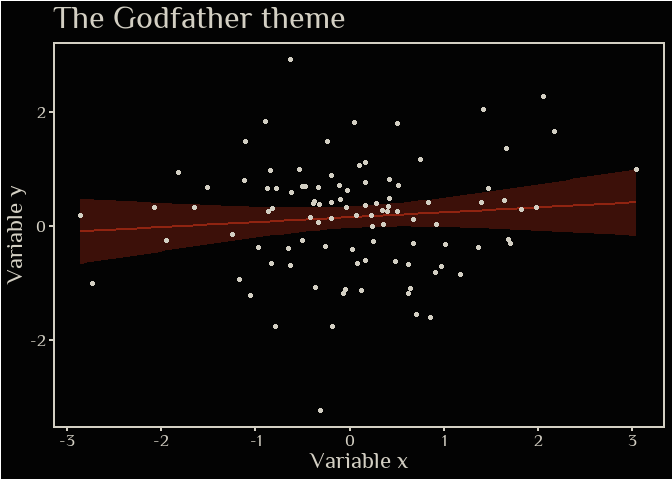 The Godfather theme
Variable y
2
0
-2
-3 -2 -1 0 1 2 3
Variable x